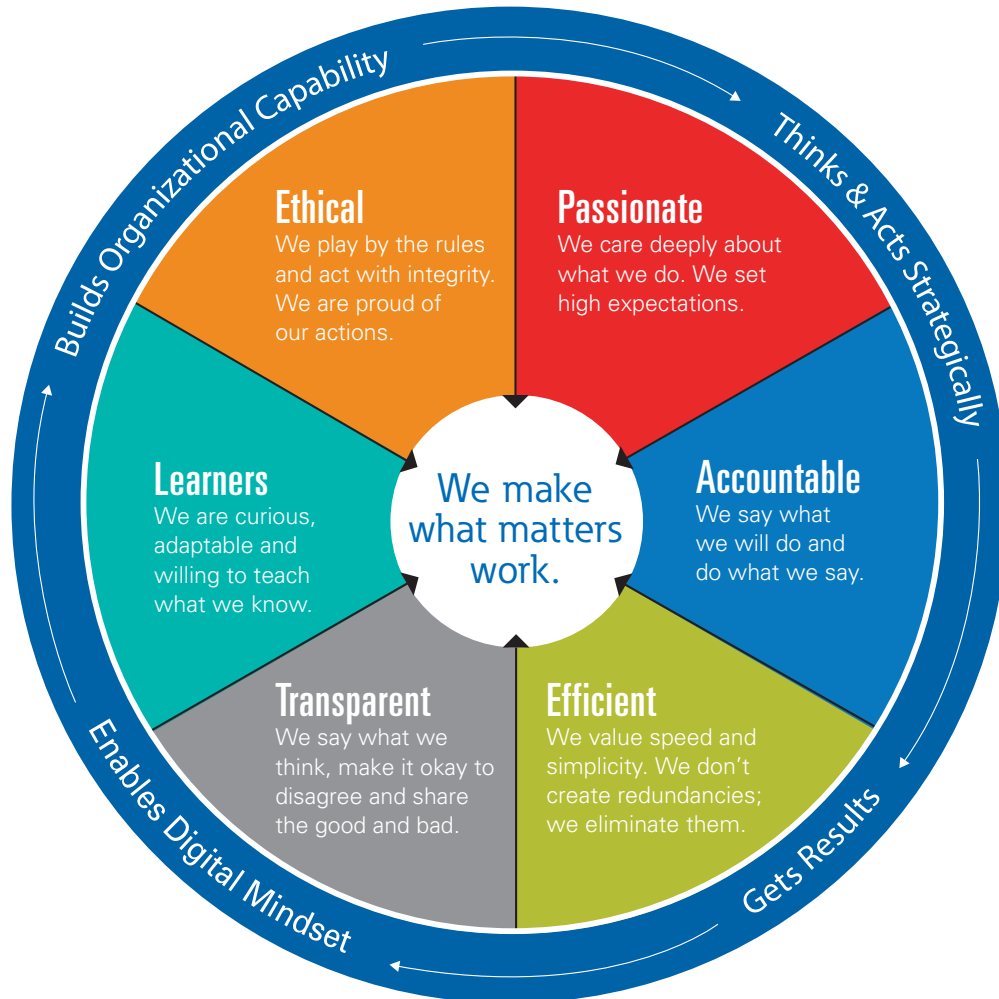 Builds Organizational Capability
Thinks & Acts Strategically
Gets Results
Enables Digital Mindset
Ethical
We play by the rules
and act with integrity.
We are proud of
our actions.
Passionate
We care deeply about
what we do. We set
high expectations.
Learners
We are curious,
adaptable and
willing to teach
what we know.
We make
what matters
work.
Accountable
We say what
we will do and
do what we say.
Transparent
We say what we
think, make it okay to
disagree and share
the good and bad.
Efficient
We value speed and
simplicity. We don’t
create redundancies;
we eliminate them.